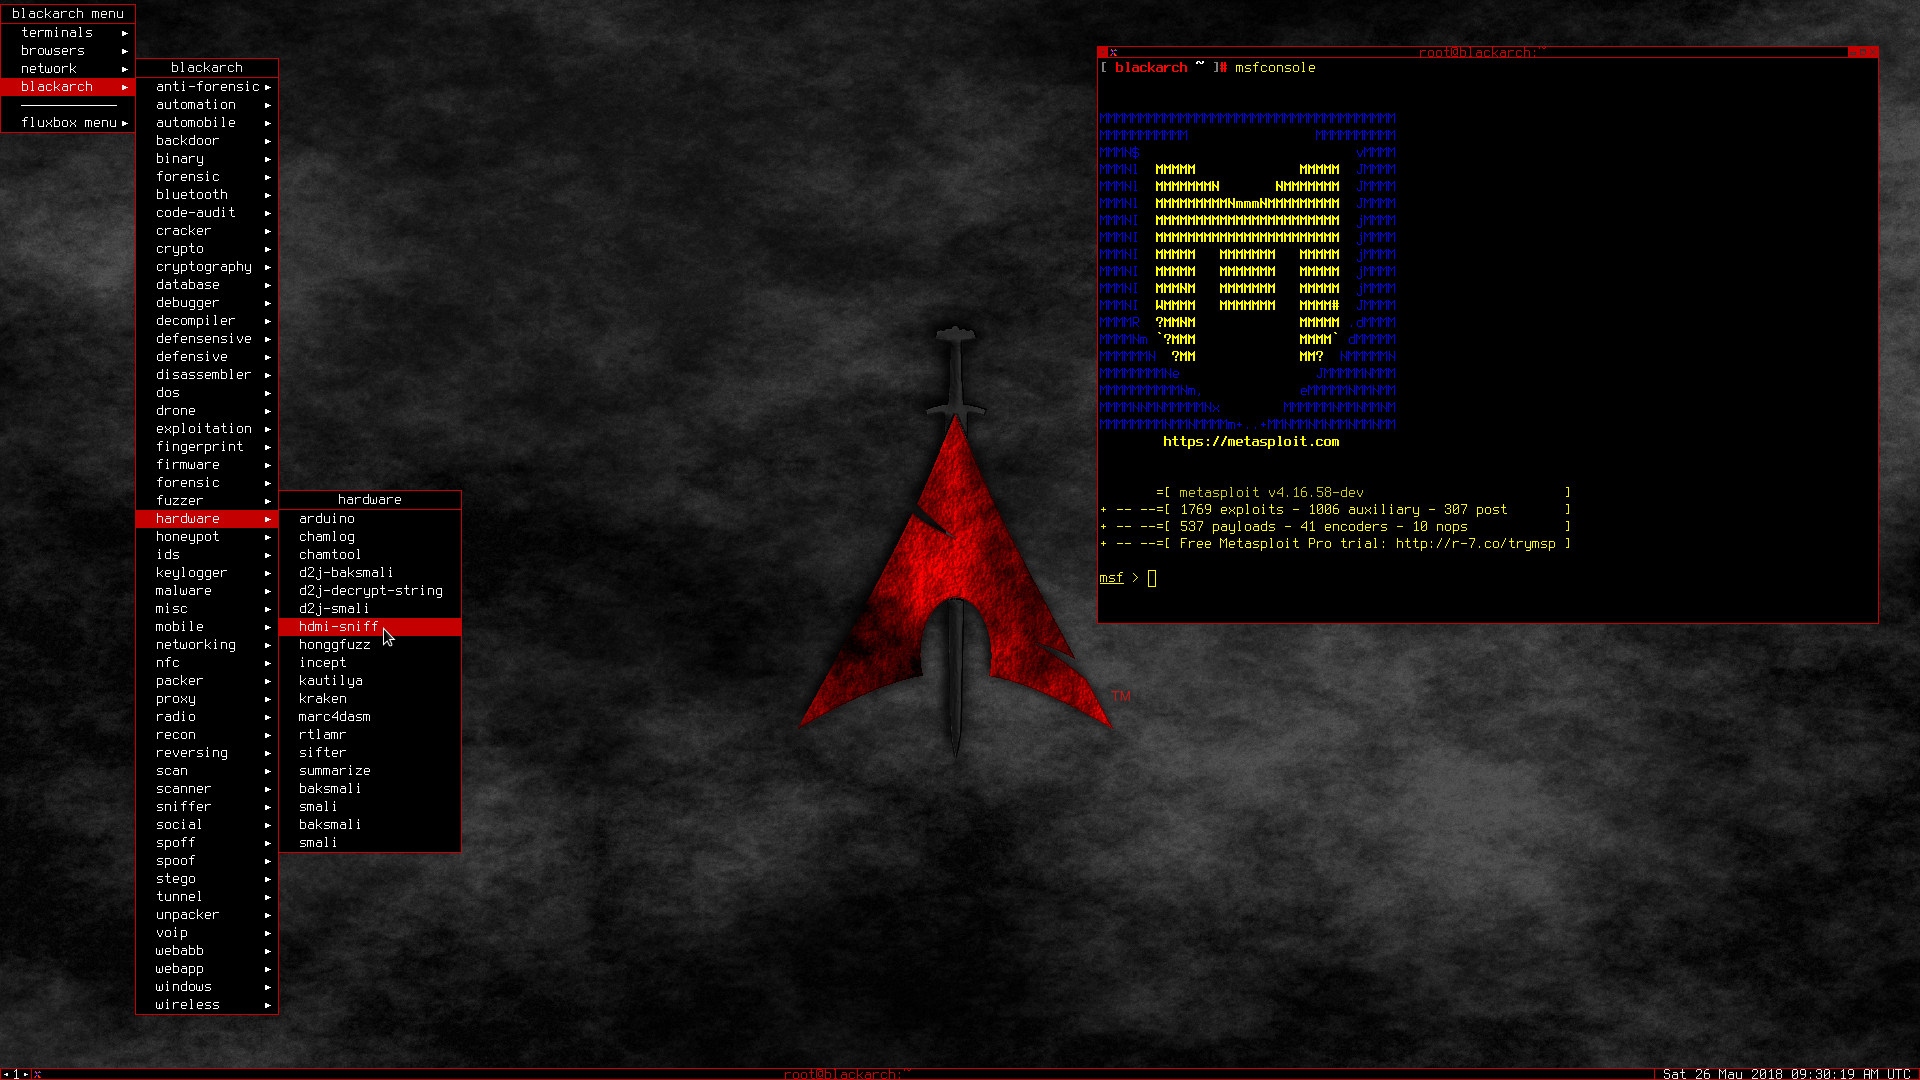 blackarch menu
terminals
browsers
network
blackarch
fluxbox menu
blackarch
anti-forensic
automation
automobile
backdoor
binary
forensic
bluetooth
code-audit
cracker
crypto
cryptography
database
debugger
decompiler
defensensive
defensive
disassembler
dos
drone
exploitation
fingerprint
firmware
forensic
fuzzer
hardware
honeypot
ids
keylogger
malware
misc
mobile
networking
nfc
packer
proxy
radio
recon
reversing
scan
scanner
sniffer
social
spoff
spoof
stego
tunnel
unpacker
voip
webabb
webapp
windows
wireless
hardware
arduino
chamlog
chamtool
d2j-baksmali
d2j-decrypt-string
d2j-smali
hdmi-sniff
honggfuzz
incept
kautilya
kraken
marc4dasm
rtlamr
sifter
summarize
baksmali
smali
baksmali
smali
TM
root@blackarch:~
[ blackarch ~ ]# msfconsole
https://metasploit.com
=[ metasploit v4.16.58-dev ]
+ -- --=[ 1769 exploits - 1006 auxiliary - 307 post ]
+ -- --=[ 537 payloads - 41 encoders - 10 nops ]
+ -- --=[ Free Metasploit Pro trial: http://r-7.co/trymsp ]
msf >
1
root@blackarch:~
Sat 26 May 2018 09:30:19 AM UTC